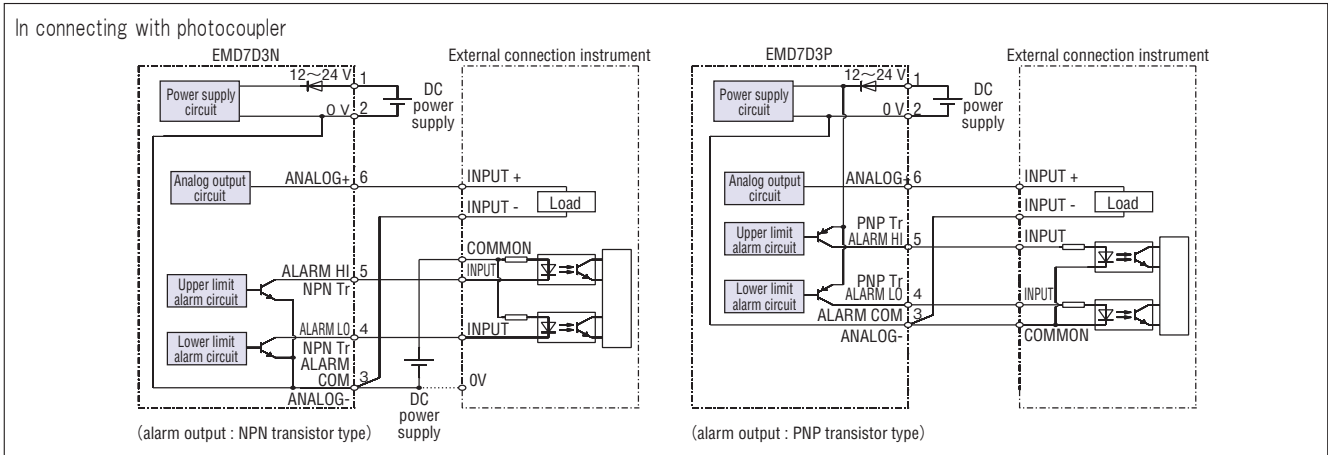 In connecting with photocoupler
EMD7D3N
External connection instrument
12～24 V
1
Power supply
circuit
0 V
2
DC
power
supply
Analog output
circuit
ANALOG+
6
INPUT +
Load
INPUT -
COMMON
Upper limit
alarm circuit
ALARM HI
5
INPUT
NPN Tr
Lower limit
alarm circuit
ALARM LO
4
INPUT
NPN Tr
ALARM
COM
3
0V
ANALOG-
DC
power
supply
(alarm output : NPN transistor type)
EMD7D3P
External connection instrument
12～24 V
1
Power supply
circuit
0 V
2
DC
power
supply
Analog output
circuit
ANALOG+
6
INPUT +
Load
INPUT -
Upper limit
alarm circuit
PNP Tr
ALARM HI
5
INPUT
Lower limit
alarm circuit
PNP Tr
ALARM LO
4
INPUT
ALARM COM
3
ANALOG-
COMMON
(alarm output : PNP transistor type)